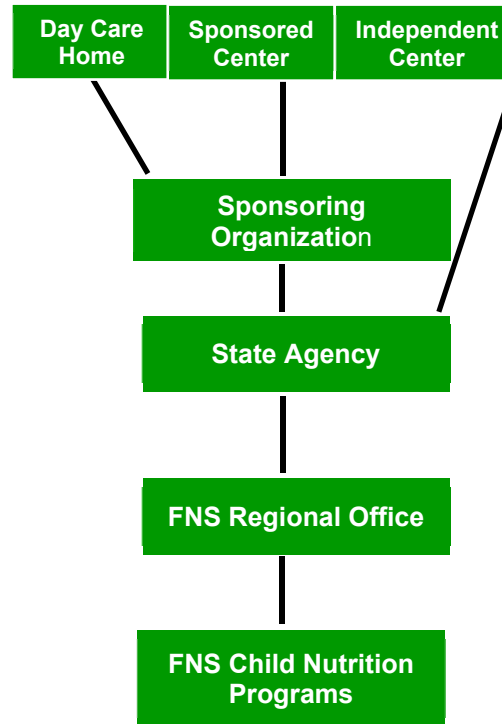 Day Care
Home
Sponsored
Center
Independent
Center
Sponsoring
Organization
State Agency
FNS Regional Office
FNS Child Nutrition
Programs